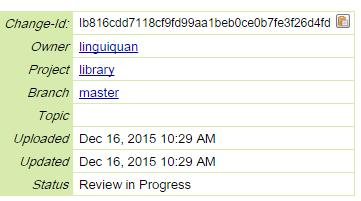 Change-Id: Ib816cdd7118cf9fd99aa1beb0ce0b7fe3f26d4fd
Owner linguiquan
Project library
Branch master
Topic
Uploaded Dec 16, 2015 10:29 AM
Updated Dec 16, 2015 10:29 AM
Status Review in Progress